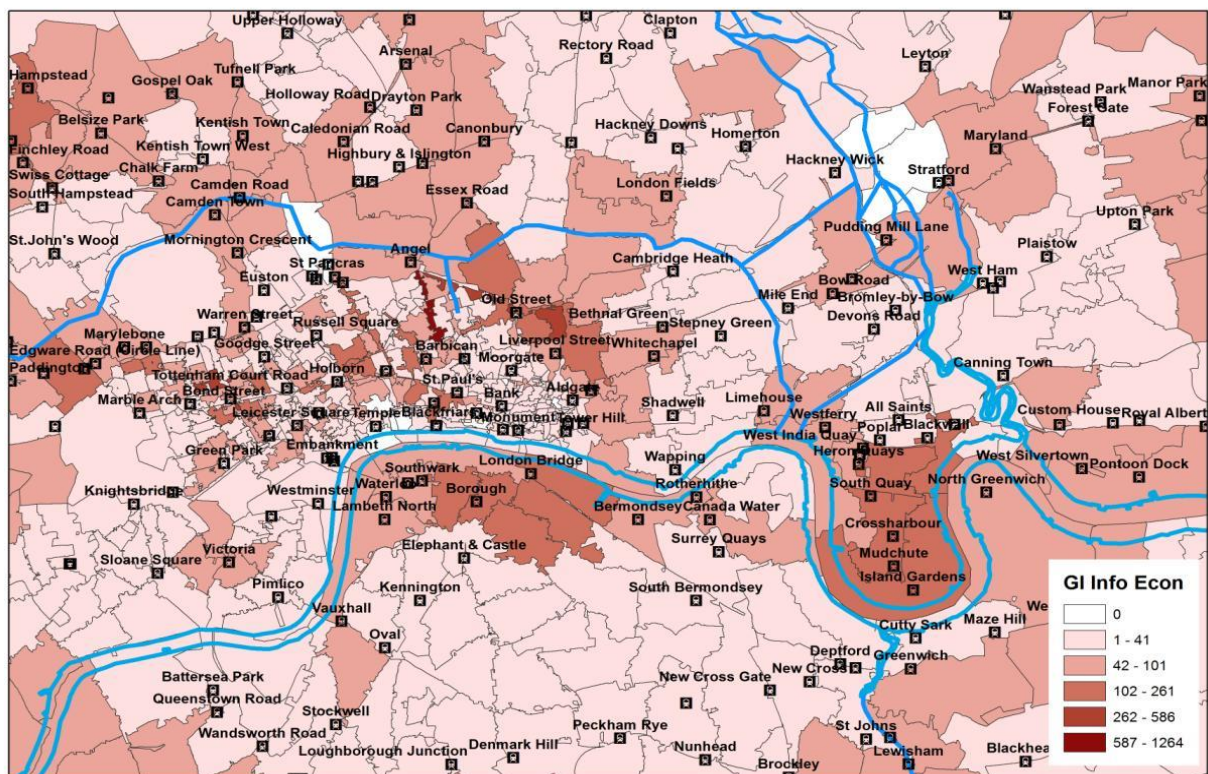 Upper Holloway
Clapton
Arsenal
Rectory Road
Leyton
Hampstead
Gospel Oak
Tufnell Park
Wanstead Park
Manor Park
Holloway Road
Drayton Park
Forest Gate
Belsize Park
Kentish Town
Caledonian Road
Canonbury
Hackney Downs
Homerton
Maryland
Finchley Road
Kentish Town West
Highbury & Islington
Hackney Wick
Stratford
Swiss Cottage
Chalk Farm
South Hampstead
Camden Road
Essex Road
London Fields
Camden Town
Upton Park
St.John's Wood
Mornington Crescent
Angel
Pudding Mill Lane
Plaistow
Euston
St Pancras
Cambridge Heath
West Ham
Bow Road
Mile End
Bromley-by-Bow
Old Street
Warren Street
Russell Square
Bethnal Green
Stepney Green
Devons Road
Marylebone
Edgware Road (Circle Line)
Goodge Street
Barbican
Liverpool Street
Whitechapel
Paddington
Tottenham Court Road
Holborn
Moorgate
Canning Town
Marble Arch
Bond Street
St.Paul's
Bank
Aldgate
Leicester Square
Temple
Blackfriars
Monument
Tower Hill
Shadwell
Limehouse
Westferry
All Saints
Poplar
Blackwall
Custom House
Royal Albert
Embankment
West India Quay
Green Park
Southwark
London Bridge
Wapping
Heron Quays
West Silvertown
Pontoon Dock
Knightsbridge
Westminster
Waterloo
Borough
Rotherhithe
South Quay
North Greenwich
Lambeth North
Bermondsey
Canada Water
Crossharbour
Sloane Square
Victoria
Elephant & Castle
Surrey Quays
Mudchute
Island Gardens
Pimlico
Kennington
South Bermondsey
Vauxhall
Oval
Cutty Sark
Maze Hill
We
Battersea Park
Deptford
Greenwich
Queenstown Road
New Cross
New Cross Gate
Stockwell
Wandsworth Road
Peckham Rye
St Johns
Loughborough Junction
Denmark Hill
Nunhead
Lewisham
Blackhea
Brockley
GI Info Econ
0
1 - 41
42 - 101
102 - 261
262 - 586
587 - 1264